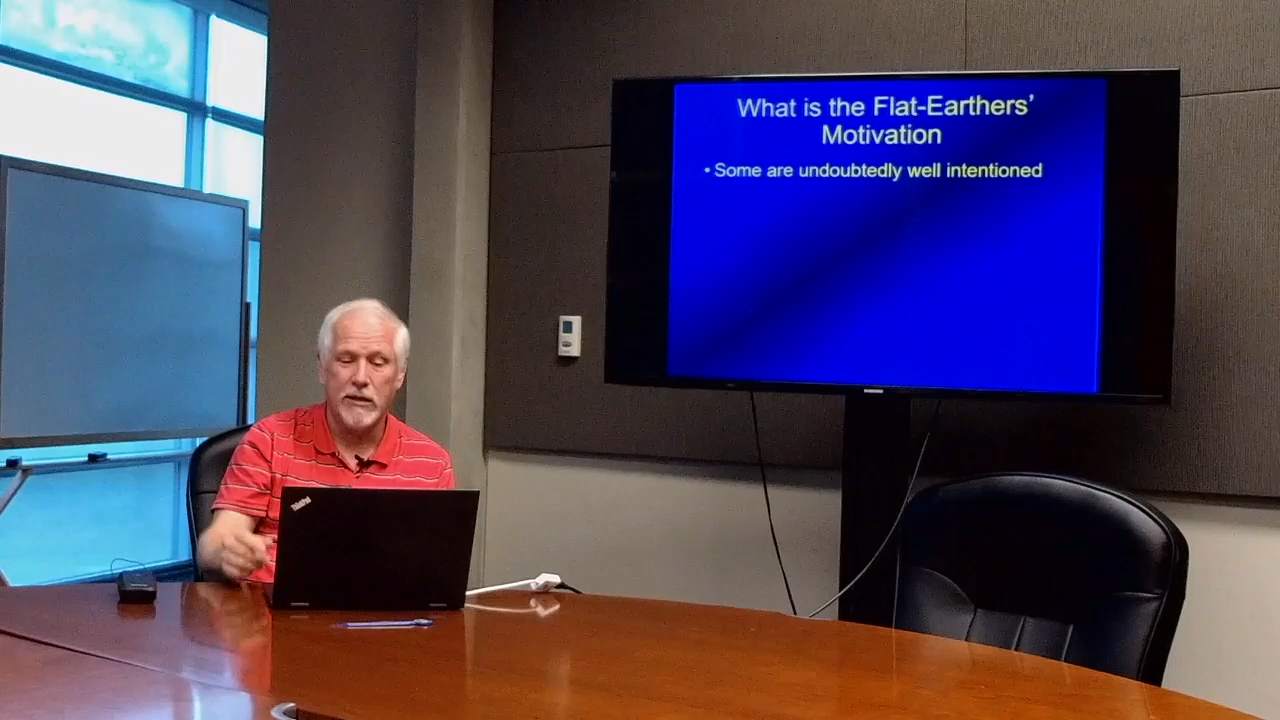 What is the Flat-Earthers’
Motivation
• Some are undoubtedly well intentioned
ThinkPad